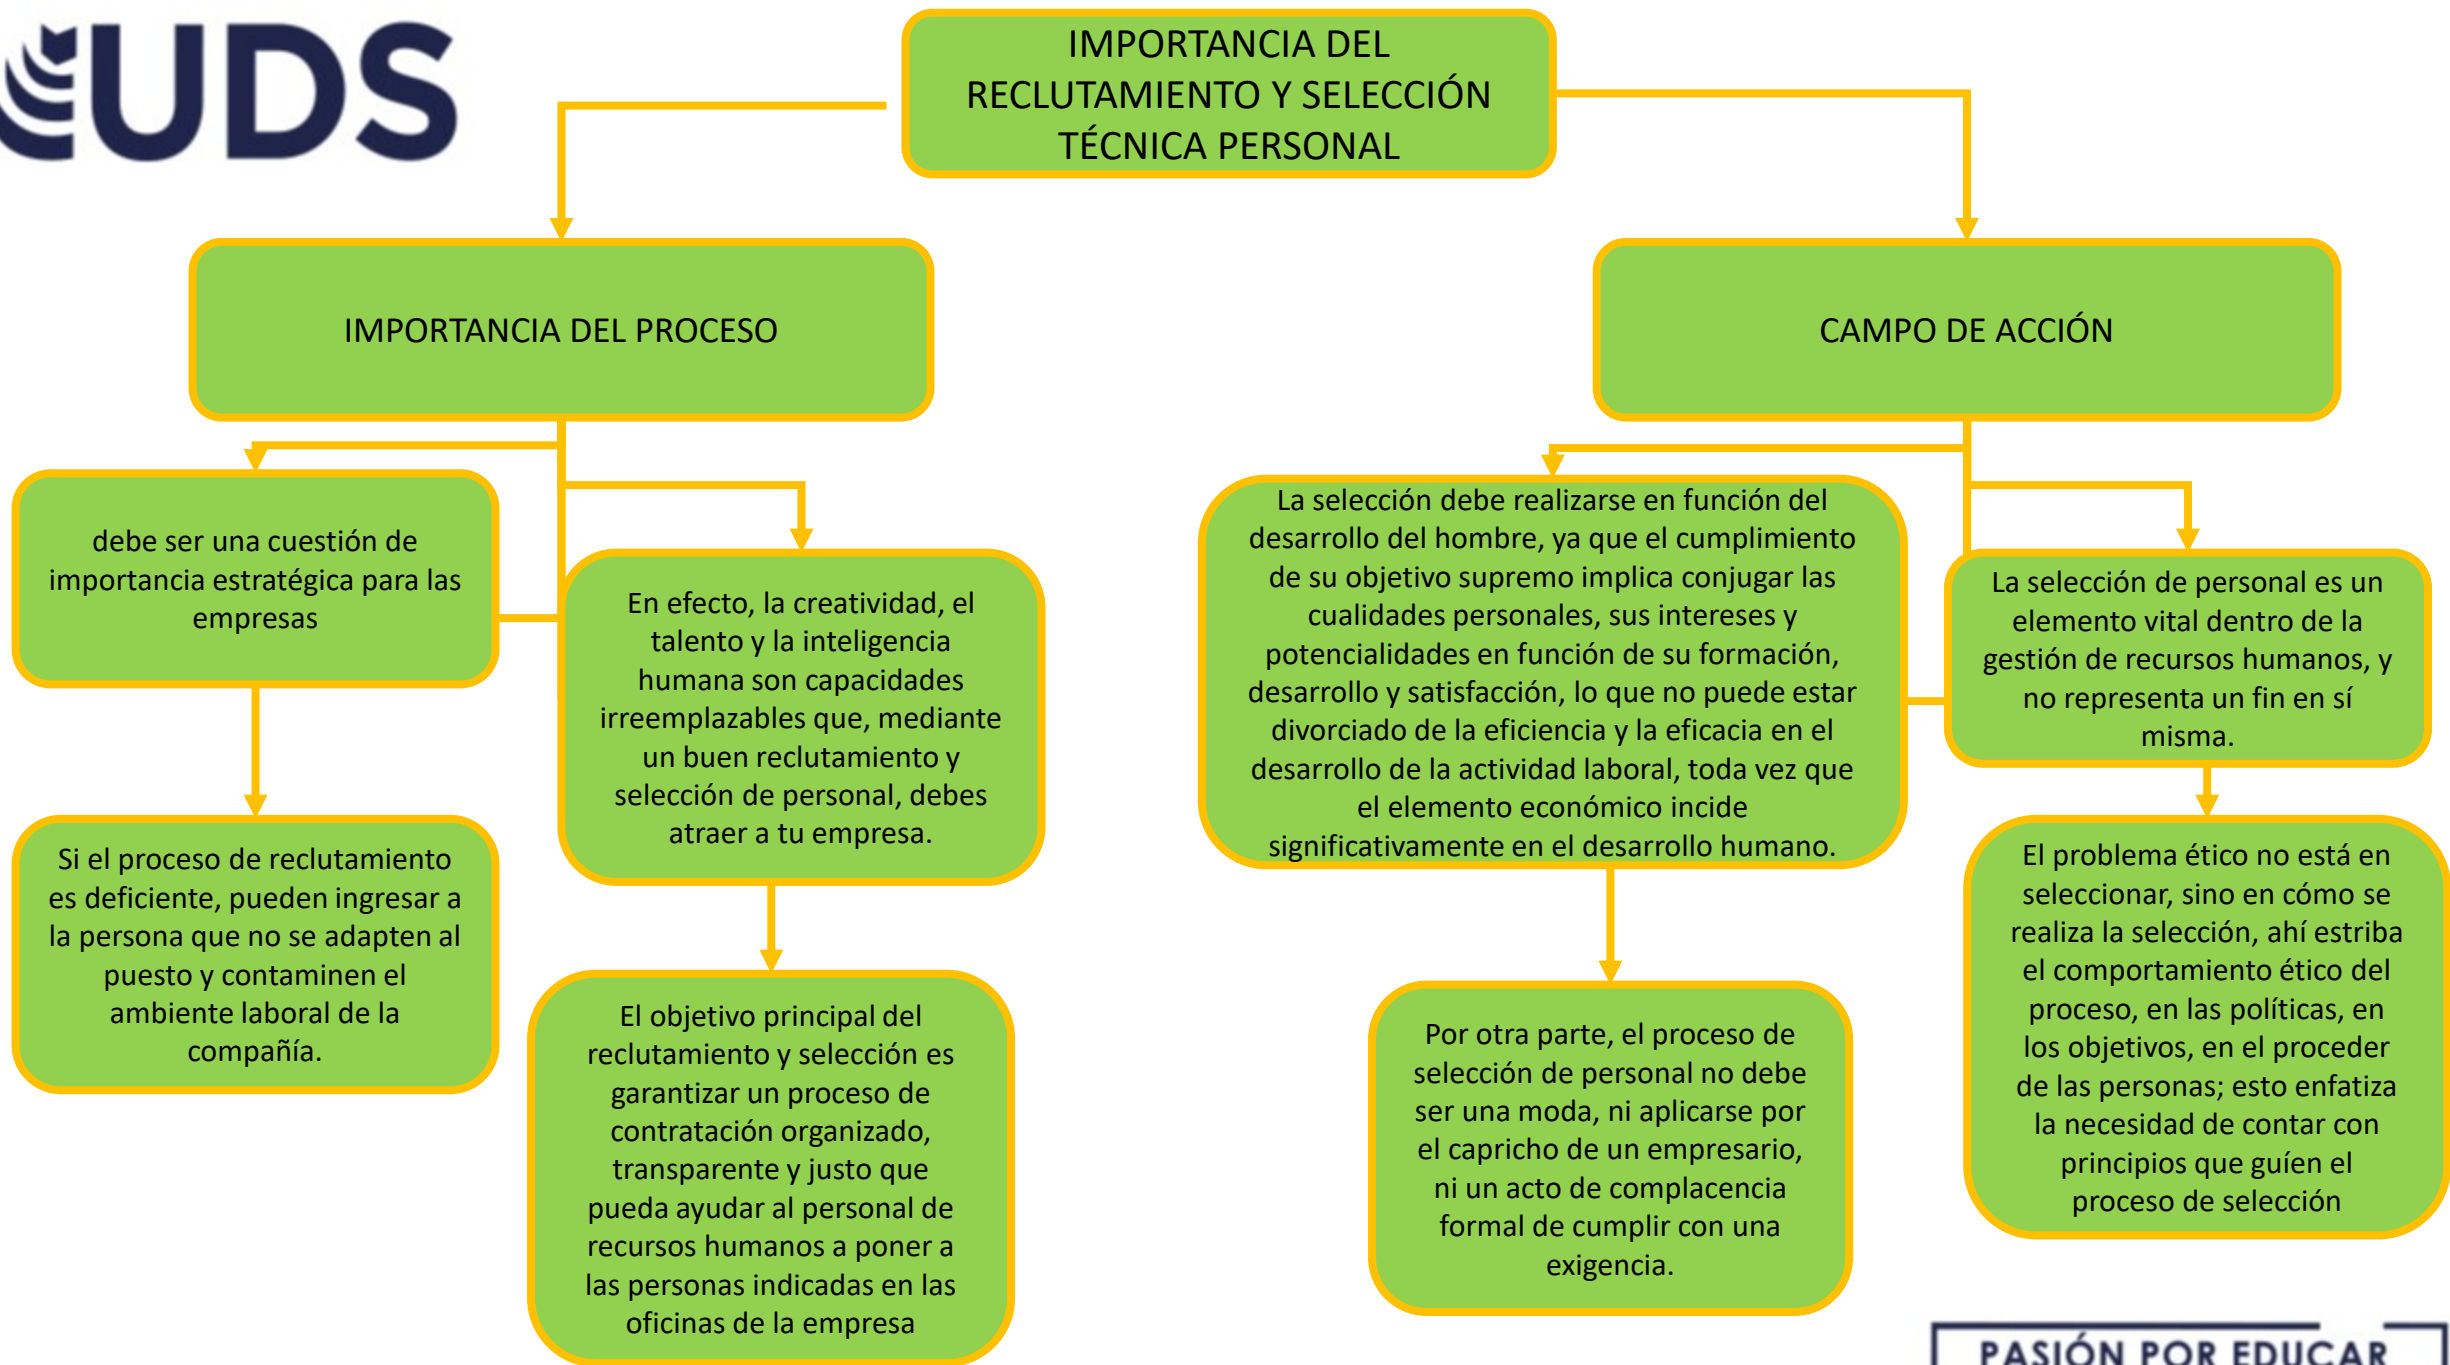 UDS
IMPORTANCIA DEL
RECLUTAMIENTO Y SELECCIÓN
TÉCNICA PERSONAL
IMPORTANCIA DEL PROCESO
CAMPO DE ACCIÓN
debe ser una cuestión de
importancia estratégica para las
empresas
En efecto, la creatividad, el
talento y la inteligencia
humana son capacidades
irreemplazables que, mediante
un buen reclutamiento y
selección de personal, debes
atraer a tu empresa.
La selección debe realizarse en función del
desarrollo del hombre, ya que el cumplimiento
de su objetivo supremo implica conjugar las
cualidades personales, sus intereses y
potencialidades en función de su formación,
desarrollo y satisfacción, lo que no puede estar
divorciado de la eficiencia y la eficacia en el
desarrollo de la actividad laboral, toda vez que
el elemento económico incide
significativamente en el desarrollo humano.
La selección de personal es un
elemento vital dentro de la
gestión de recursos humanos, y
no representa un fin en sí
misma.
Si el proceso de reclutamiento
es deficiente, pueden ingresar a
la persona que no se adapten al
puesto y contaminen el
ambiente laboral de la
compañía.
El objetivo principal del
reclutamiento y selección es
garantizar un proceso de
contratación organizado,
transparente y justo que
pueda ayudar al personal de
recursos humanos a poner a
las personas indicadas en las
oficinas de la empresa
Por otra parte, el proceso de
selección de personal no debe
ser una moda, ni aplicarse por
el capricho de un empresario,
ni un acto de complacencia
formal de cumplir con una
exigencia.
El problema ético no está en
seleccionar, sino en cómo se
realiza la selección, ahí estriba
el comportamiento ético del
proceso, en las políticas, en
los objetivos, en el proceder
de las personas; esto enfatiza
la necesidad de contar con
principios que guíen el
proceso de selección
PASIÓN POR EDUCAR